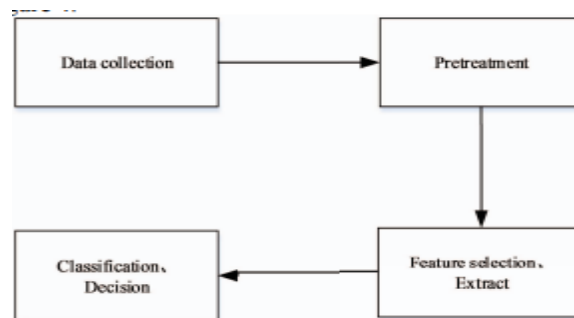 Data collection
Pretreatment
Feature selection、
Extract
Classification、
Decision